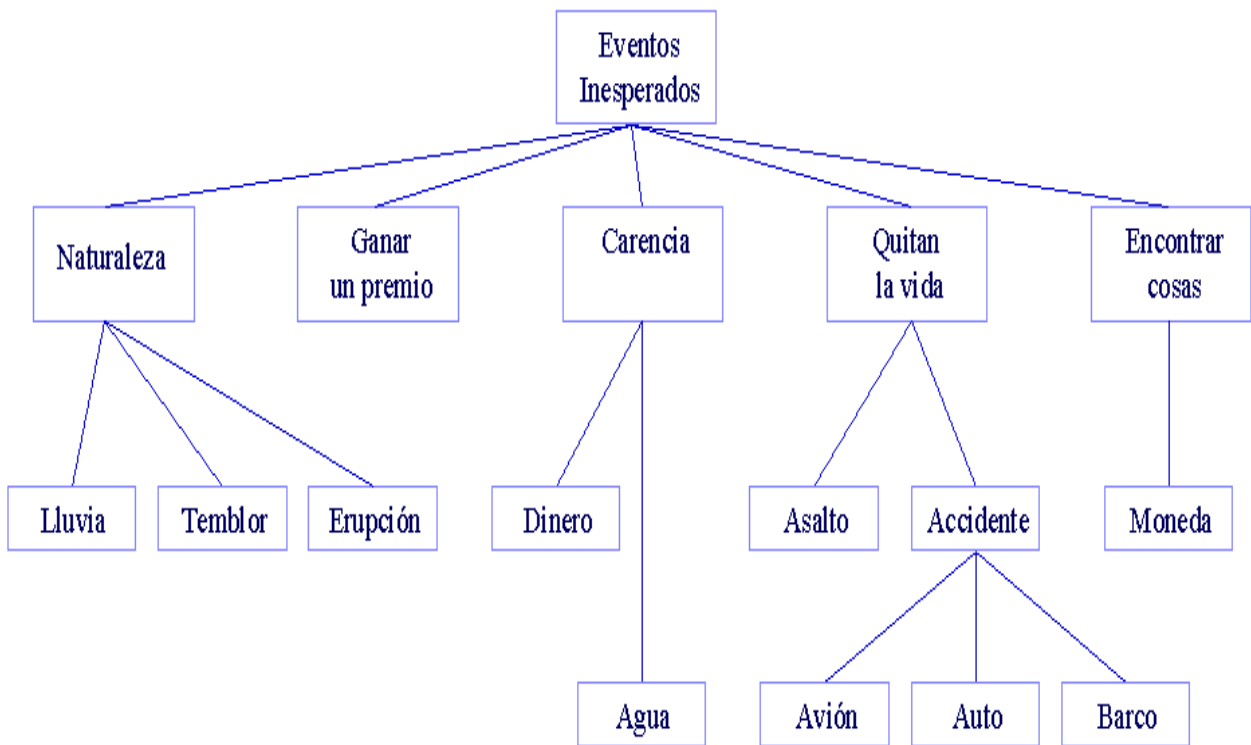 Eventos
Inesperados
Naturaleza
Ganar
un premio
Carencia
Quitan
la vida
Encontrar
cosas
Lluvia
Temblor
Erupción
Dinero
Asalto
Accidente
Moneda
Agua
Avión
Auto
Barco